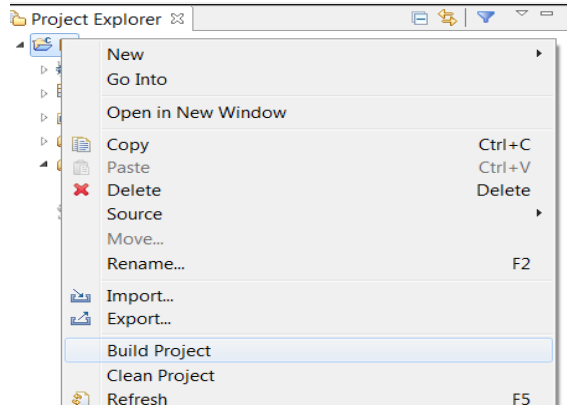 Project Explorer
New
Go Into
Open in New Window
Copy Ctrl+C
Paste Ctrl+V
Delete Delete
Source
Move...
Rename... F2
Import...
Export...
Build Project
Clean Project
Refresh F5